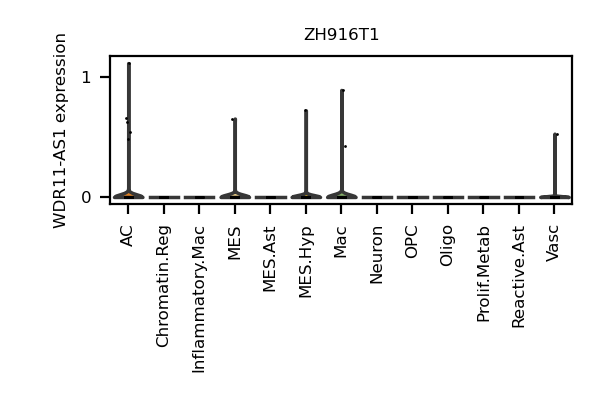 ZH916T1
WDR11-AS1 expression
1
0
AC
Chromatin.Reg
Inflammatory.Mac
MES
MES.Ast
MES.Hyp
Mac
Neuron
OPC
Oligo
Prolif.Metab
Reactive.Ast
Vasc